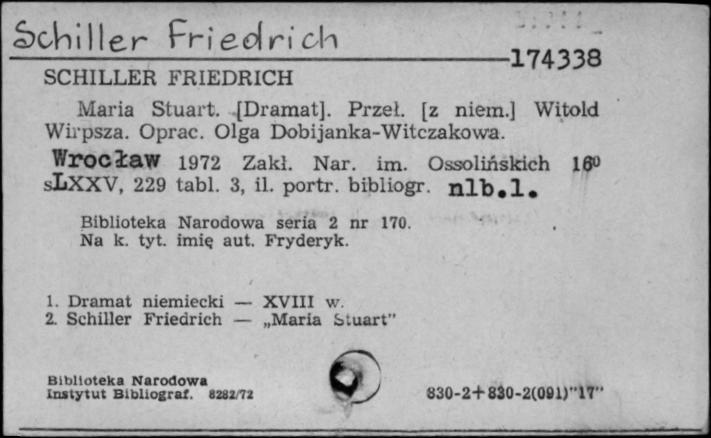 Schiller Friedrich
174338
SCHILLER FRIEDRICH
Maria Stuart. [Dramat]. Przeł. [z niem.] Witold
Wirpsza. Oprac. Olga Dobijanka-Witczakowa.
Wrocław 1972 Zakł. Nar. im. Ossolińskich 16⁰
sLXXV, 229 tabl. 3, il. portr. bibliogr. nlb.1.
Biblioteka Narodowa seria 2 nr 170.
Na k. tyt. imię aut. Fryderyk.
1. Dramat niemiecki — XVIII w.
2. Schiller Friedrich — „Maria Stuart"
Biblioteka Narodowa
Instytut Bibliograf. 8282/72
830-2+830-2(091)"17"